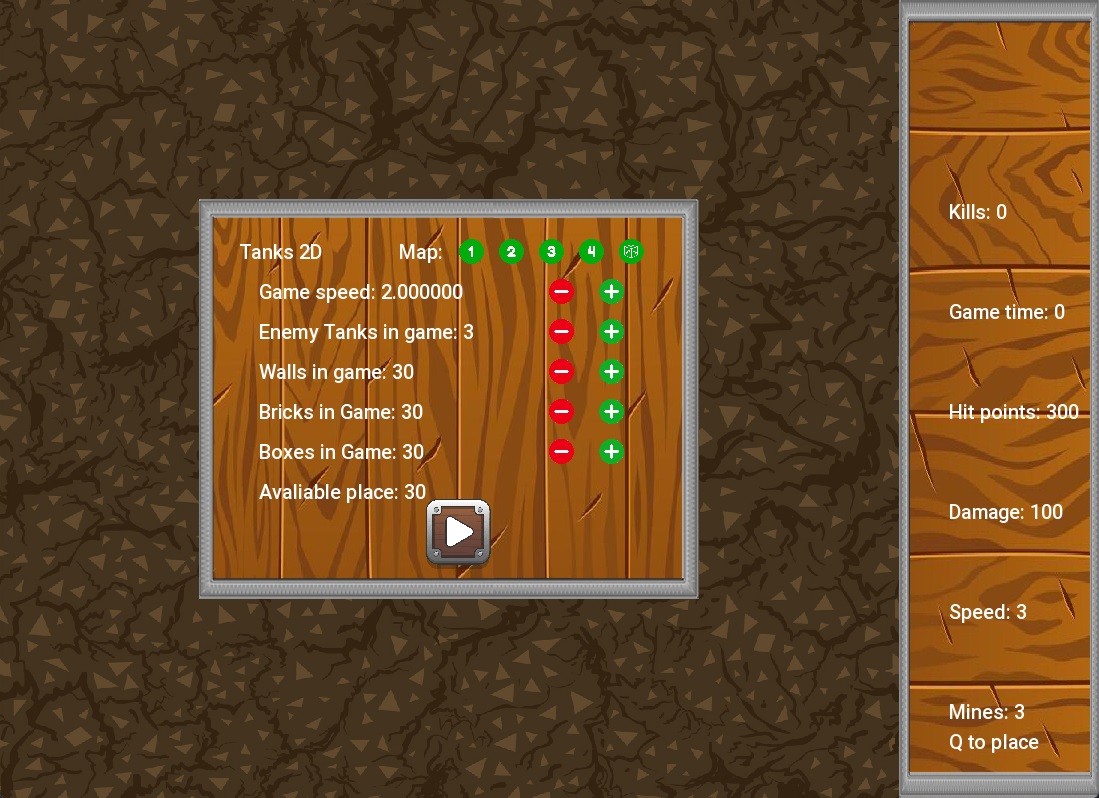 Tanks 2D Map: 1 2 3 4
Game speed: 2.000000
Enemy Tanks in game: 3
Walls in game: 30
Bricks in Game: 30
Boxes in Game: 30
Avaliable place: 30
Kills: 0
Game time: 0
Hit points: 300
Damage: 100
Speed: 3
Mines: 3
Q to place